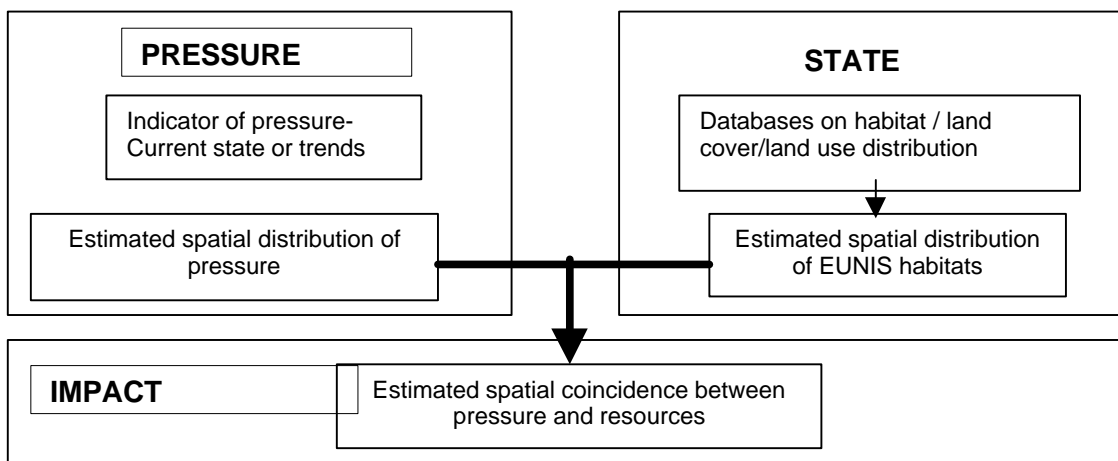 PRESSURE
Indicator of pressure-
Current state or trends
Estimated spatial distribution of
pressure
STATE
Databases on habitat / land
cover/land use distribution
Estimated spatial distribution
of EUNIS habitats
IMPACT
Estimated spatial coincidence between
pressure and resources